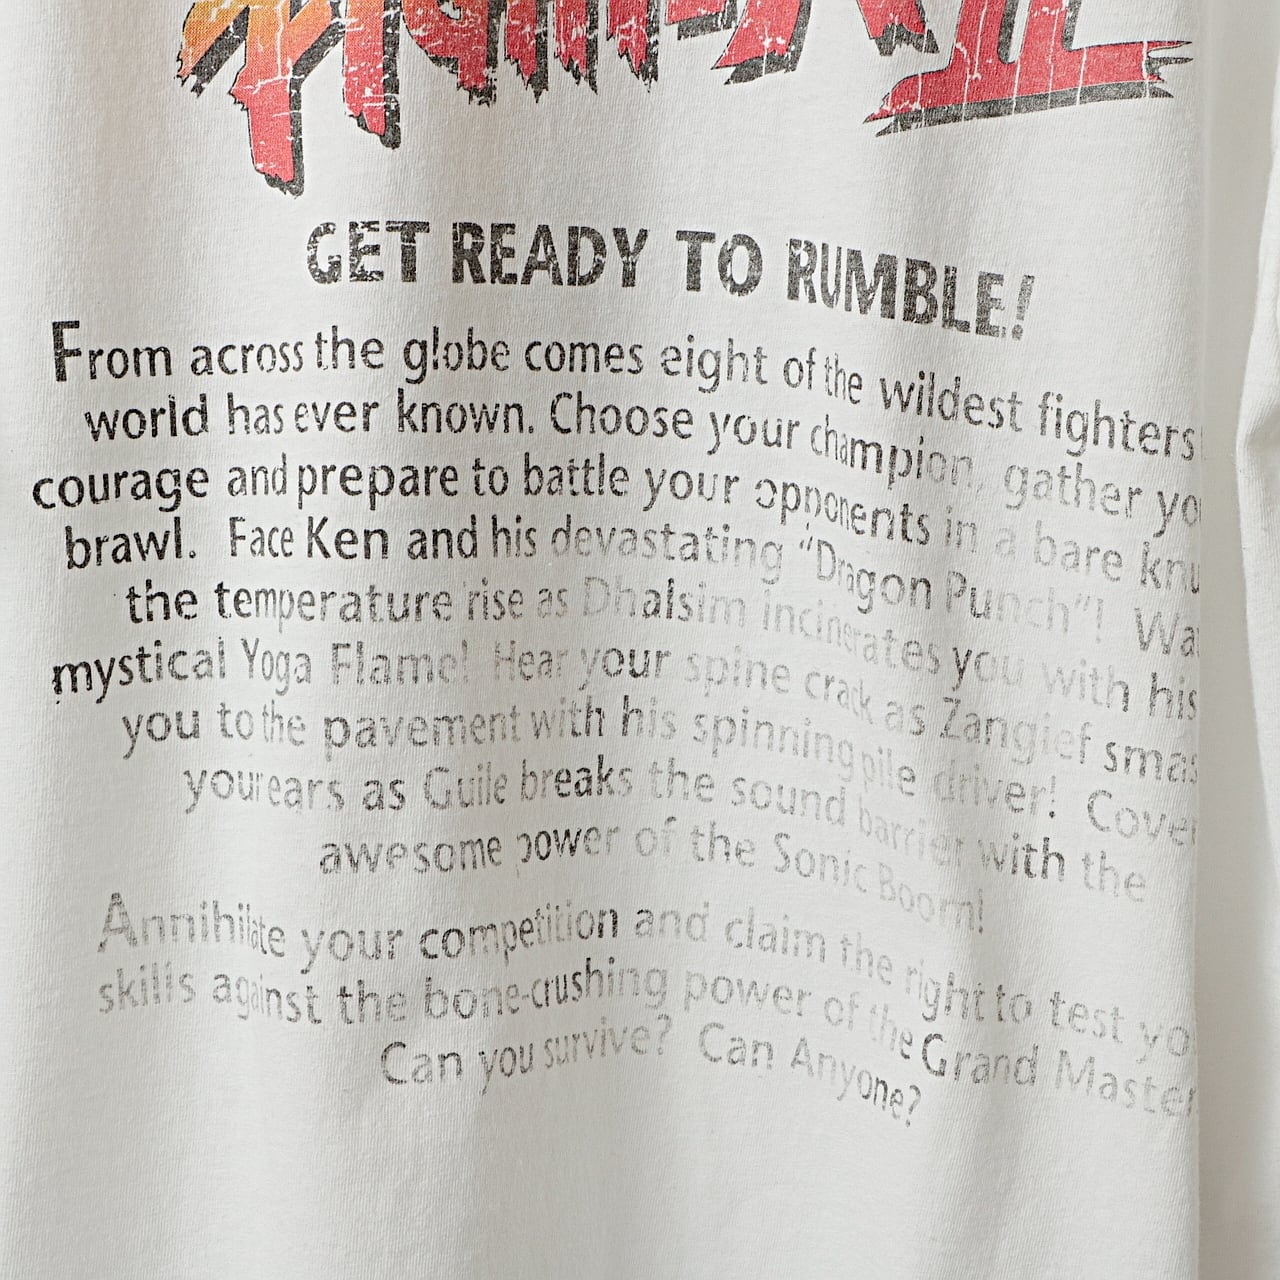 FIGHTER II
GET READY TO RUMBLE!
From across the globe comes eight of the wildest fighters
world has ever known. Choose your champion, gather yo
courage and prepare to battle your opponents in a bare knu
brawl. Face Ken and his devastating "Dragon Punch"! Wa
the temperature rise as Dhalsim incinerates you with his
mystical Yoga Flame! Hear your spine crack as Zangief smas
you to the pavement with his spinning pile driver! Cover
your ears as Guile breaks the sound barrier with the
awesome power of the Sonic Boom!
Annihilate your competition and claim the right to test yo
skills against the bone-crushing power of the Grand Master
Can you survive? Can Anyone?